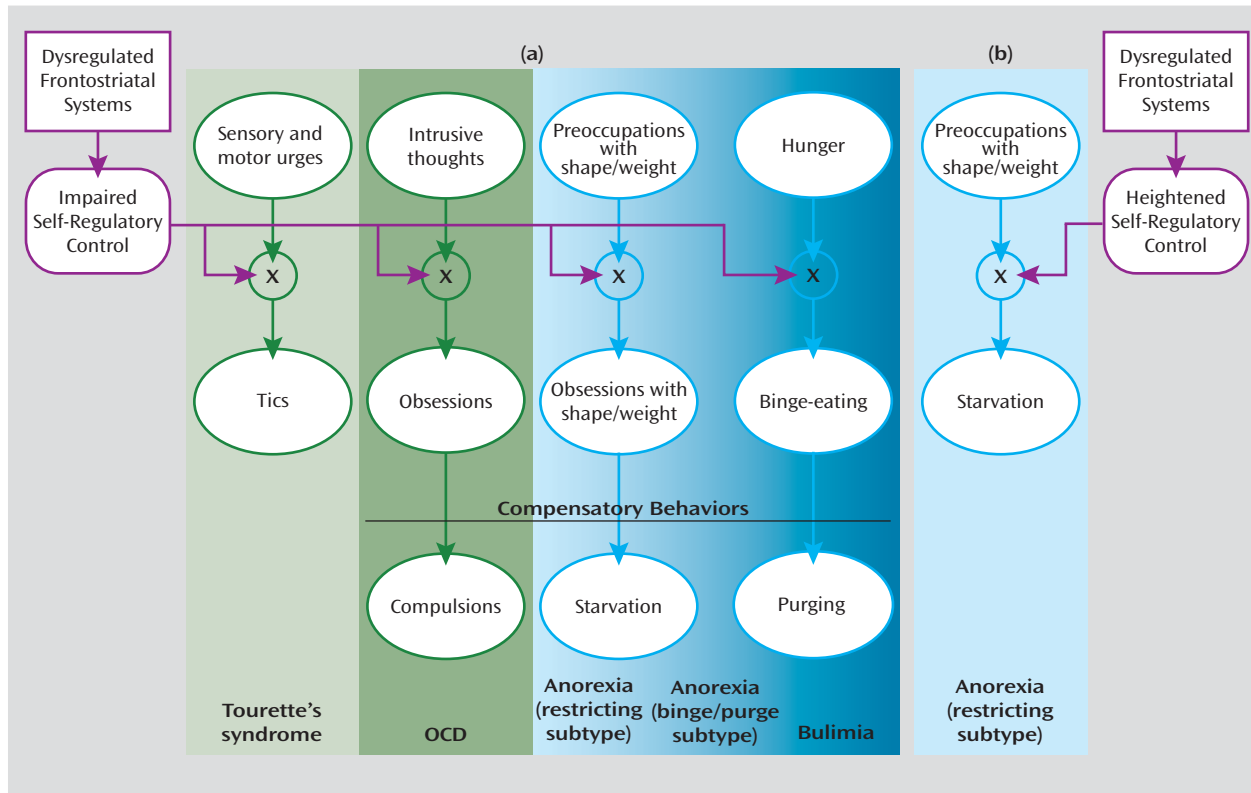 (a)
(b)
Dysregulated
Frontostriatal
Systems
Impaired
Self-Regulatory
Control
Sensory and
motor urges
Intrusive
thoughts
Preoccupations
with
shape/weight
Hunger
Preoccupations
with
shape/weight
Dysregulated
Frontostriatal
Systems
Heightened
Self-Regulatory
Control
X
X
X
X
X
Tics
Obsessions
Obsessions with
shape/weight
Binge-eating
Starvation
Compensatory Behaviors
Compulsions
Starvation
Purging
Tourette's
syndrome
OCD
Anorexia
(restricting
subtype)
Anorexia
(binge/purge
subtype)
Bulimia
Anorexia
(restricting
subtype)